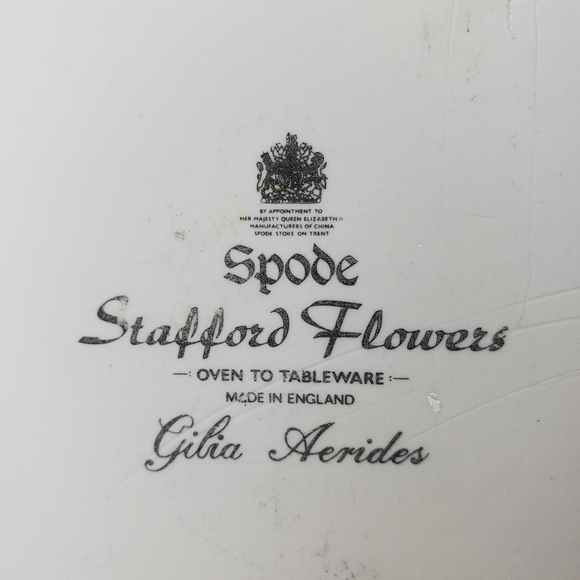 BY APPOINTMENT TO
HER MAJESTY QUEEN ELIZABETH II
MANUFACTURERS OF CHINA
SPODE STOKE ON TRENT
Spode
Stafford Flowers
—: OVEN TO TABLEWARE :—
MADE IN ENGLAND
Gilia Aerides